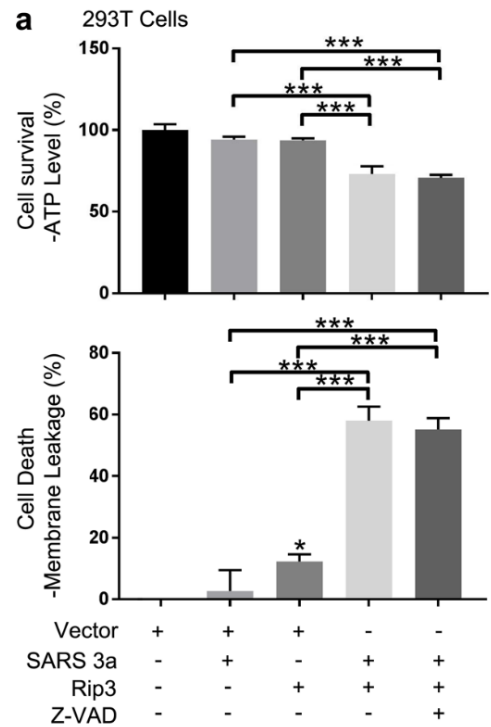 a 293T Cells
Cell survival
-ATP Level (%)
150
100
50
0
***
***
***
***
Cell Death
-Membrane Leakage (%)
80
60
40
20
0
***
***
***
***
*
Vector + + + - -
SARS 3a - + - + +
Rip3 - - + + +
Z-VAD - - - - +